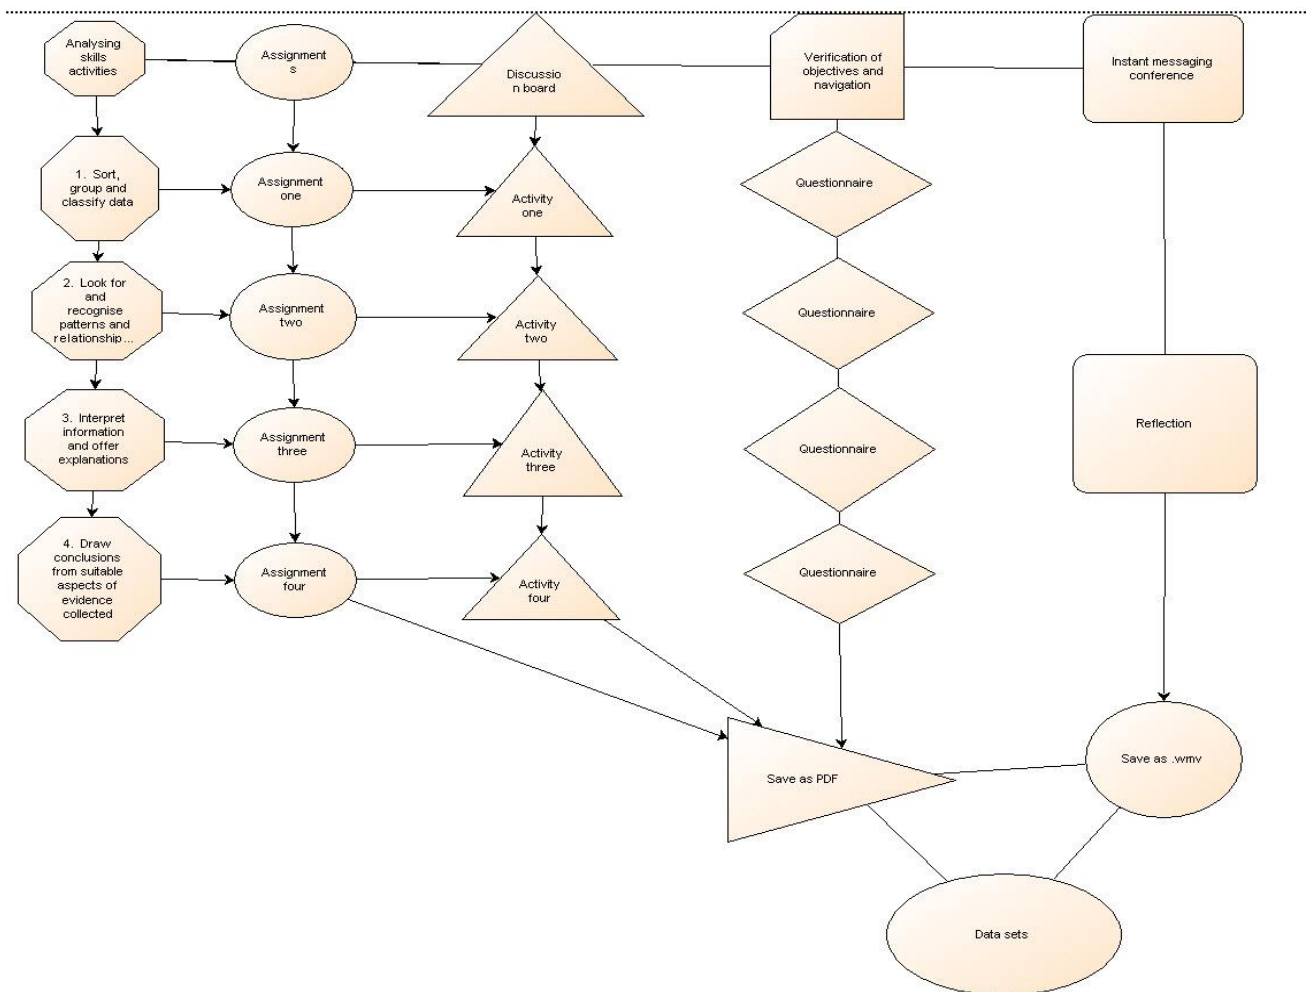 Analysing
skills
activities
Assignment
s
Discussio
n board
Verification of
objectives and
navigation
Instant messaging
conference
1. Sort,
group and
classify data
Assignment
one
Activity
one
Questionnaire
2. Look for
and
recognise
patterns and
relationship...
Assignment
two
Activity
two
Questionnaire
3. Interpret
information
and offer
explanations
Assignment
three
Activity
three
Questionnaire
Reflection
4. Draw
conclusions
from suitable
aspects of
evidence
collected
Assignment
four
Activity
four
Questionnaire
Save as PDF
Save as .wmv
Data sets